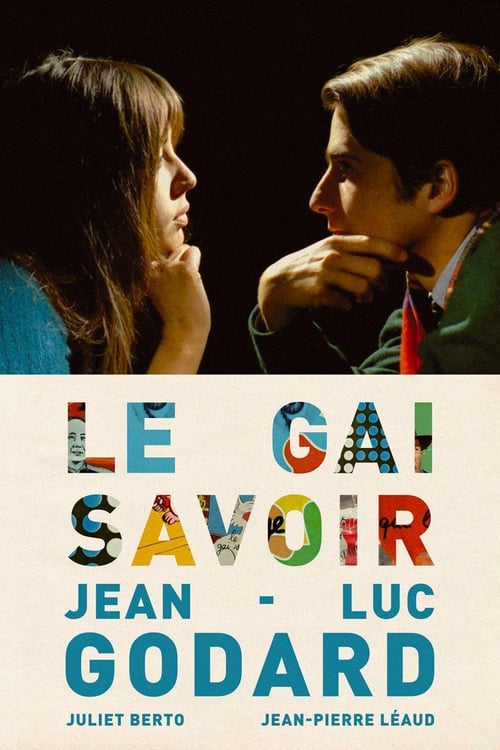 LE GAI
SAVOIR
JEAN - LUC
GODARD
JULIET BERTO JEAN-PIERRE LÉAUD